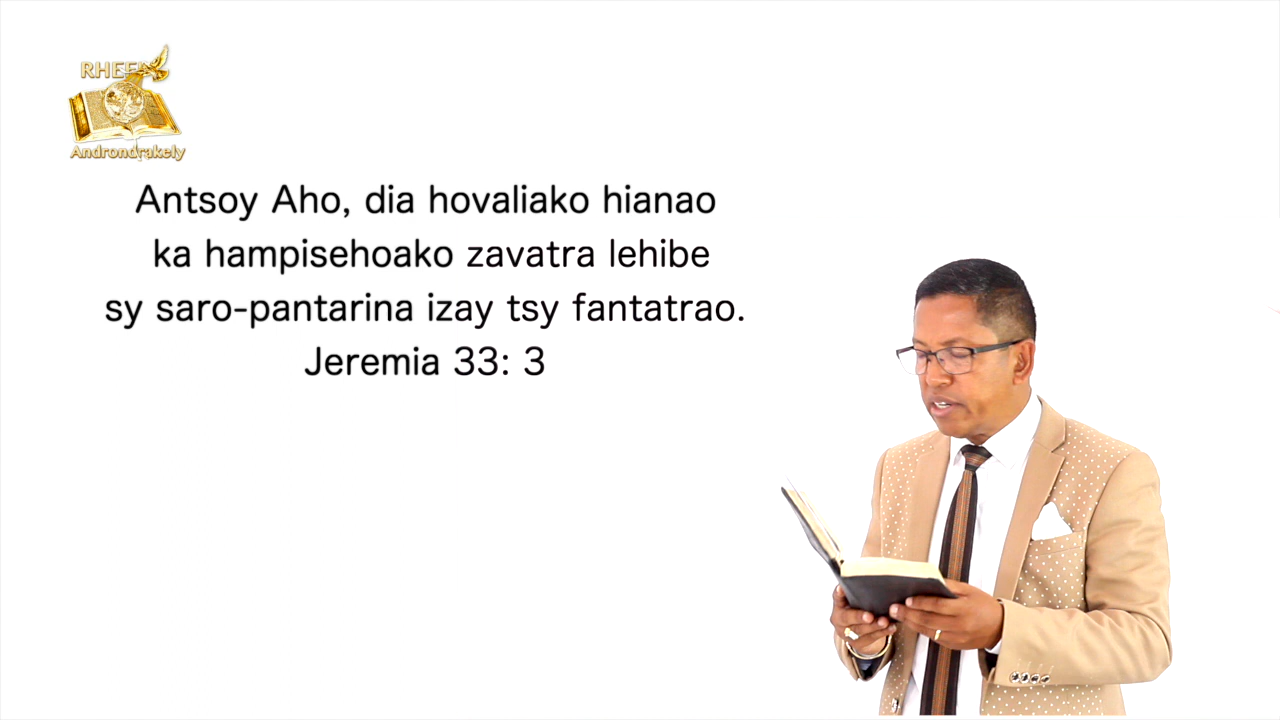 Androndrakely
Antsoy Aho, dia hovaliako hianao
ka hampisehoako zavatra lehibe
sy saro-pantarina izay tsy fantatrao.
Jeremia 33: 3